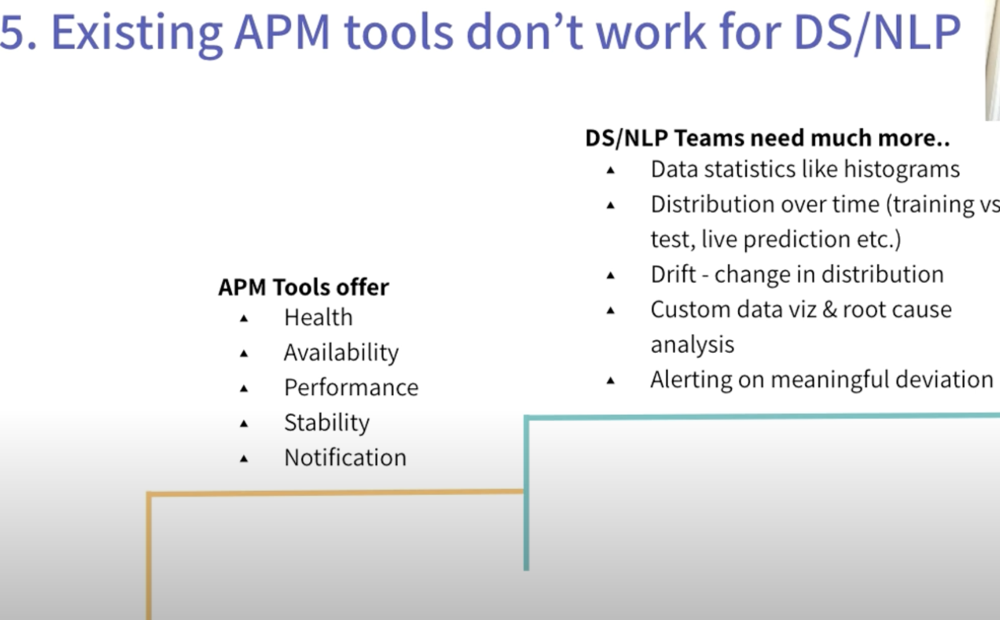 5. Existing APM tools don’t work for DS/NLP
APM Tools offer
Health
Availability
Performance
Stability
Notification
DS/NLP Teams need much more..
Data statistics like histograms
Distribution over time (training vs
test, live prediction etc.)
Drift - change in distribution
Custom data viz & root cause
analysis
Alerting on meaningful deviation